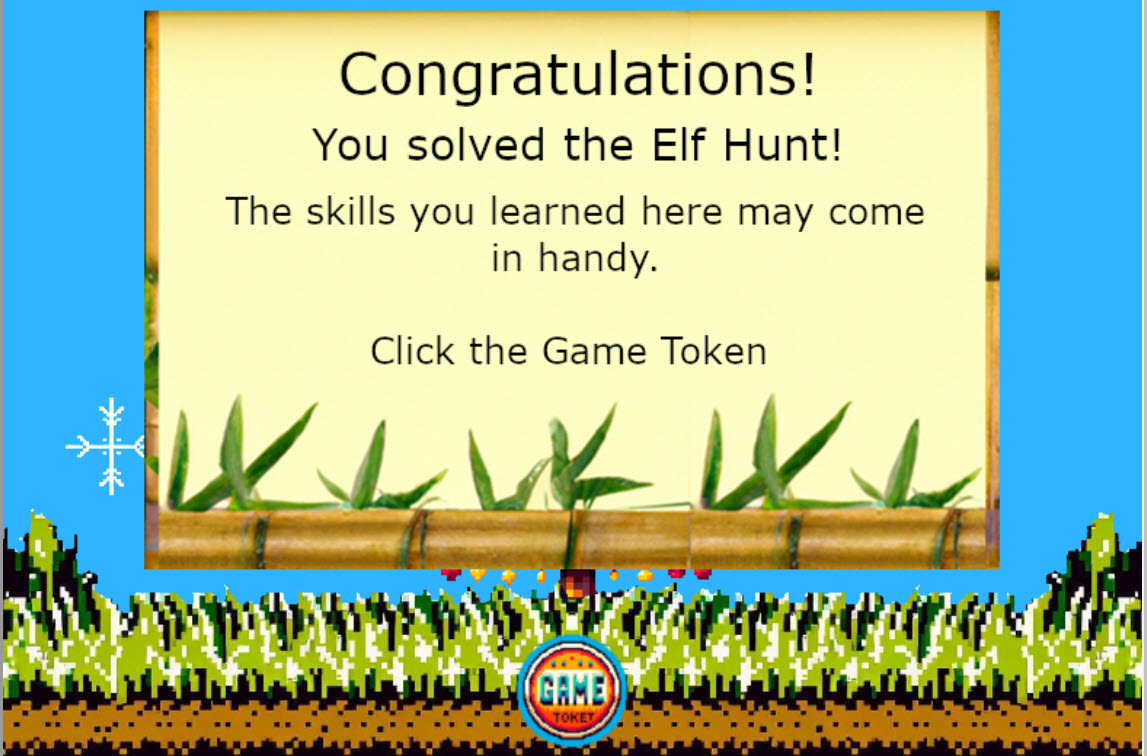 Congratulations!
You solved the Elf Hunt!
The skills you learned here may come
in handy.
Click the Game Token
GAME
TOKET